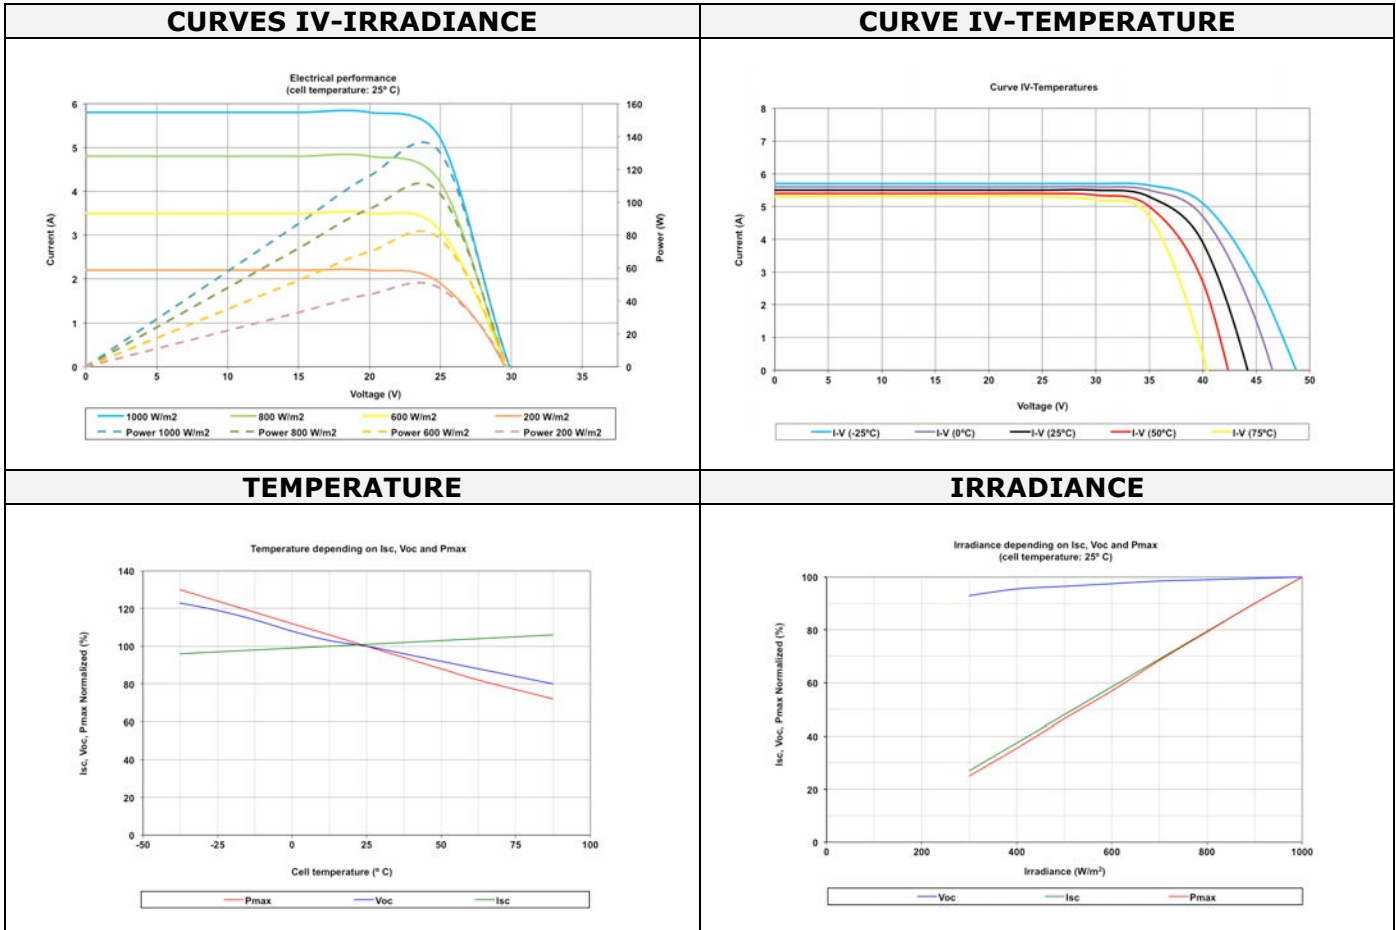 CURVES IV-IRRADIANCE
CURVE IV-TEMPERATURE
Electrical performance
(cell temperature: 25º C)
6
5
4
3
2
1
0
Current (A)
160
140
120
100
80
60
40
20
0
Power (W)
0 5 10 15 20 25 30 35
Voltage (V)
1000 W/m2 800 W/m2 600 W/m2 200 W/m2
Power 1000 W/m2 Power 800 W/m2 Power 600 W/m2 Power 200 W/m2
Curve IV-Temperatures
8
7
6
5
4
3
2
1
0
Current (A)
0 5 10 15 20 25 30 35 40 45 50
Voltage (V)
I-V (-25ºC) I-V (0ºC) I-V (25ºC) I-V (50ºC) I-V (75ºC)
TEMPERATURE
IRRADIANCE
Temperature depending on Isc, Voc and Pmax
140
120
100
80
60
40
20
0
Isc, Voc, Pmax Normalized (%)
-50 -25 0 25 50 75 100
Cell temperature (º C)
Pmax Voc Isc
Irradiance depending on Isc, Voc and Pmax
(cell temperature: 25º C)
100
80
60
40
20
0
Isc, Voc, Pmax Normalized (%)
0 200 400 600 800 1000
Irradiance (W/m²)
Voc Isc Pmax